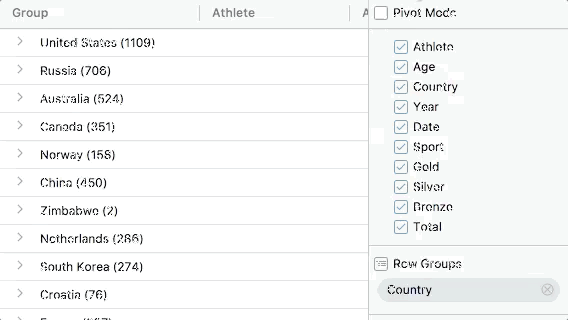 Group Athlete A
United States (1109)
Russia (706)
Australia (524)
Canada (351)
Norway (158)
China (450)
Zimbabwe (2)
Netherlands (286)
South Korea (274)
Croatia (76)
Pivot Mode
Athlete
Age
Country
Year
Date
Sport
Gold
Silver
Bronze
Total
Row Groups
Country